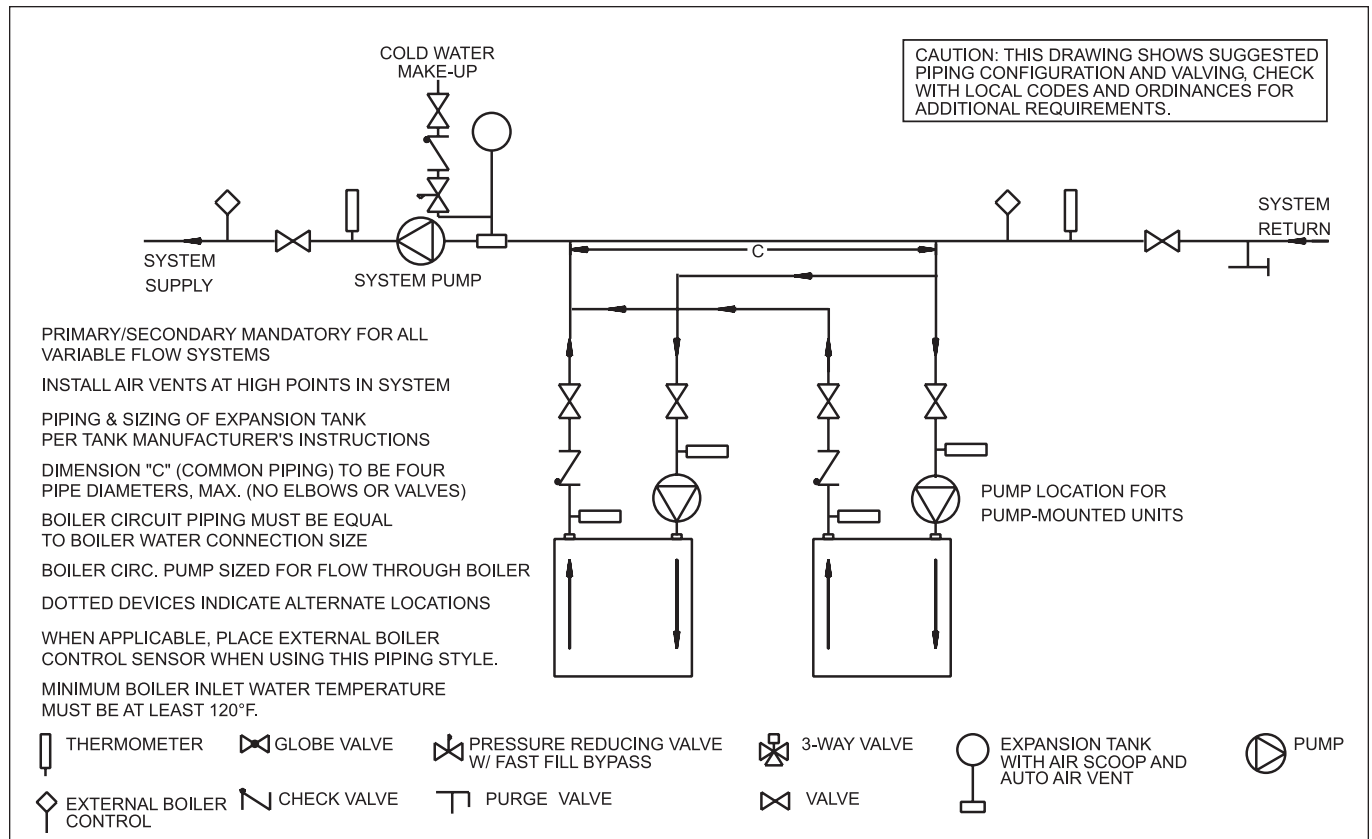 COLD WATER
MAKE-UP
CAUTION: THIS DRAWING SHOWS SUGGESTED
PIPING CONFIGURATION AND VALVING, CHECK
WITH LOCAL CODES AND ORDINANCES FOR
ADDITIONAL REQUIREMENTS.
SYSTEM
RETURN
C
SYSTEM
SUPPLY
SYSTEM PUMP
PRIMARY/SECONDARY MANDATORY FOR ALL
VARIABLE FLOW SYSTEMS
INSTALL AIR VENTS AT HIGH POINTS IN SYSTEM
PIPING & SIZING OF EXPANSION TANK
PER TANK MANUFACTURER'S INSTRUCTIONS
DIMENSION "C" (COMMON PIPING) TO BE FOUR
PIPE DIAMETERS, MAX. (NO ELBOWS OR VALVES)
BOILER CIRCUIT PIPING MUST BE EQUAL
TO BOILER WATER CONNECTION SIZE
BOILER CIRC. PUMP SIZED FOR FLOW THROUGH BOILER
DOTTED DEVICES INDICATE ALTERNATE LOCATIONS
WHEN APPLICABLE, PLACE EXTERNAL BOILER
CONTROL SENSOR WHEN USING THIS PIPING STYLE.
MINIMUM BOILER INLET WATER TEMPERATURE
MUST BE AT LEAST 120°F.
PUMP LOCATION FOR
PUMP-MOUNTED UNITS
THERMOMETER
GLOBE VALVE
PRESSURE REDUCING VALVE
W/ FAST FILL BYPASS
3-WAY VALVE
EXPANSION TANK
WITH AIR SCOOP AND
AUTO AIR VENT
PUMP
EXTERNAL BOILER
CONTROL
CHECK VALVE
PURGE VALVE
VALVE